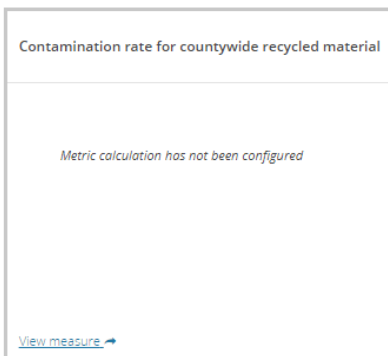 Contamination rate for countywide recycled material
Metric calculation has not been configured
View measure